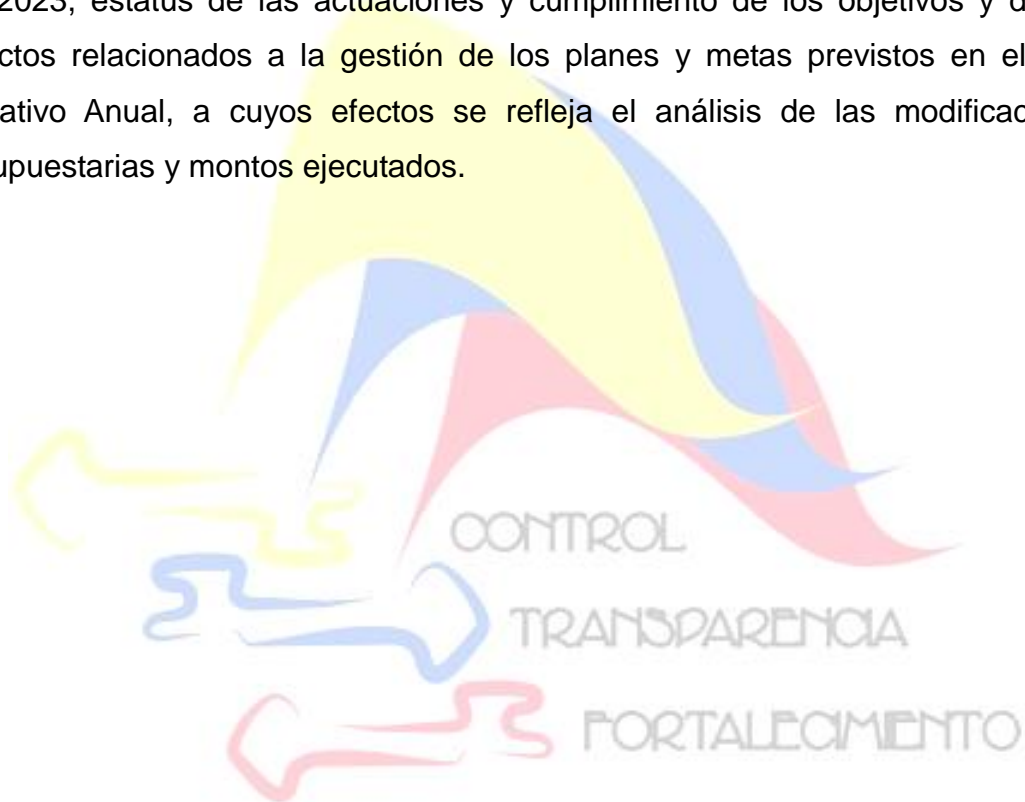 2023, estatus de las actuaciones y cumplimiento de los objetivos y d
ctos relacionados a la gestión de los planes y metas previstos en el
ativo Anual, a cuyos efectos se refleja el análisis de las modificac
upuestarias y montos ejecutados.
CONTROL
TRANSPARENCIA
FORTALECIMIENTO